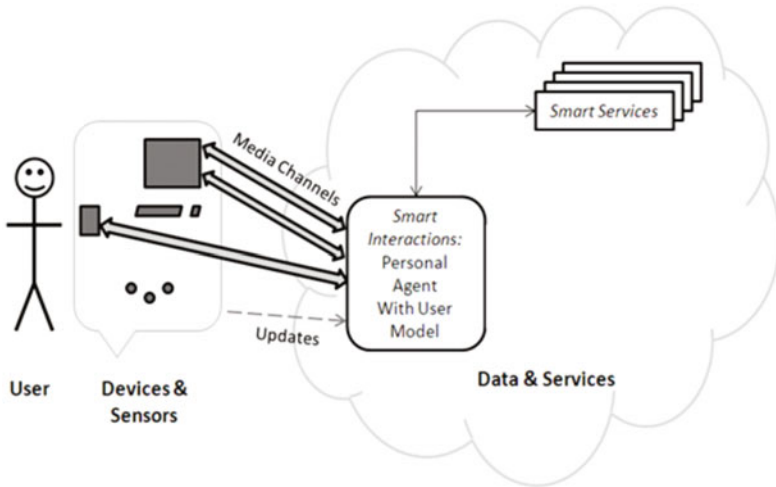 Smart Services
Media Channels
Smart
Interactions:
Personal
Agent
With User
Model
Updates
User
Devices &
Sensors
Data & Services